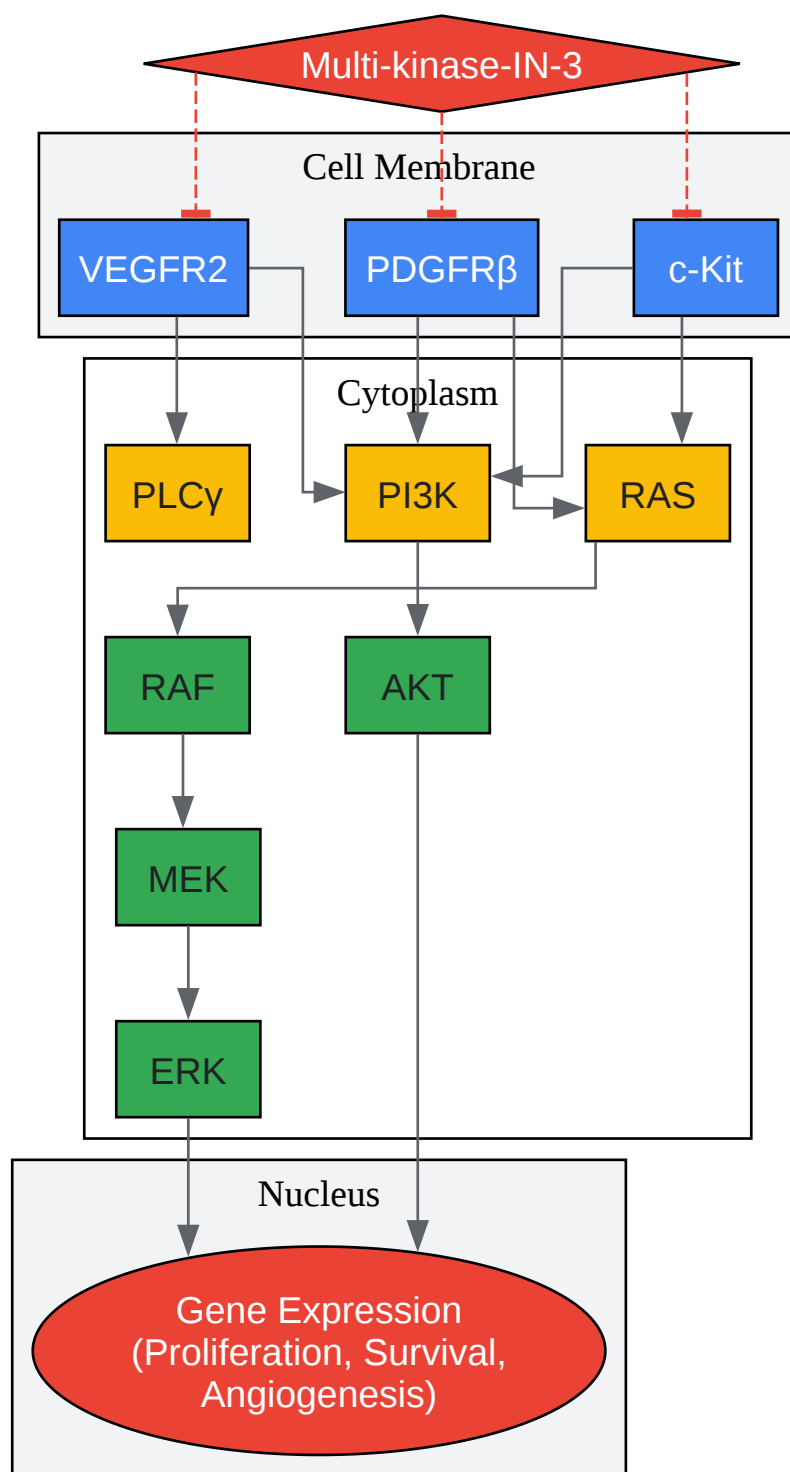 Multi-kinase-IN-3
Cell Membrane
VEGFR2
PDGFRβ
c-Kit
Cytoplasm
PLCγ
PI3K
RAS
RAF
AKT
MEK
ERK
Nucleus
Gene Expression
(Proliferation, Survival,
Angiogenesis)